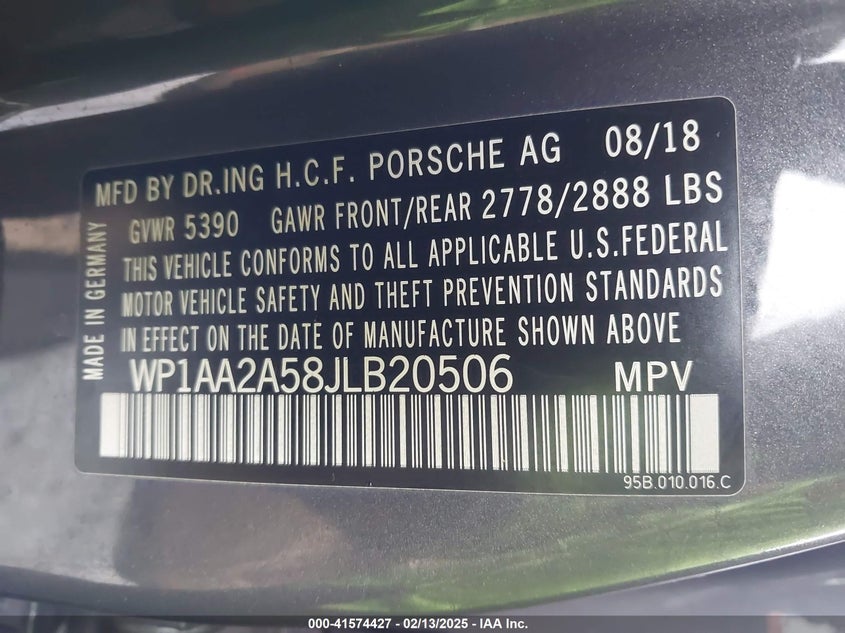 MFD BY DR.ING H.C.F. PORSCHE AG 08/18
GVWR 5390 GAWR FRONT/REAR 2778/2888 LBS
THIS VEHICLE CONFORMS TO ALL APPLICABLE U.S.FEDERAL
MOTOR VEHICLE SAFETY AND THEFT PREVENTION STANDARDS
IN EFFECT ON THE DATE OF MANUFACTURE SHOWN ABOVE
MADE IN GERMANY
WP1AA2A58JLB20506 MPV
95B.010.016.C
000-41574427 - 02/13/2025 - IAA Inc.